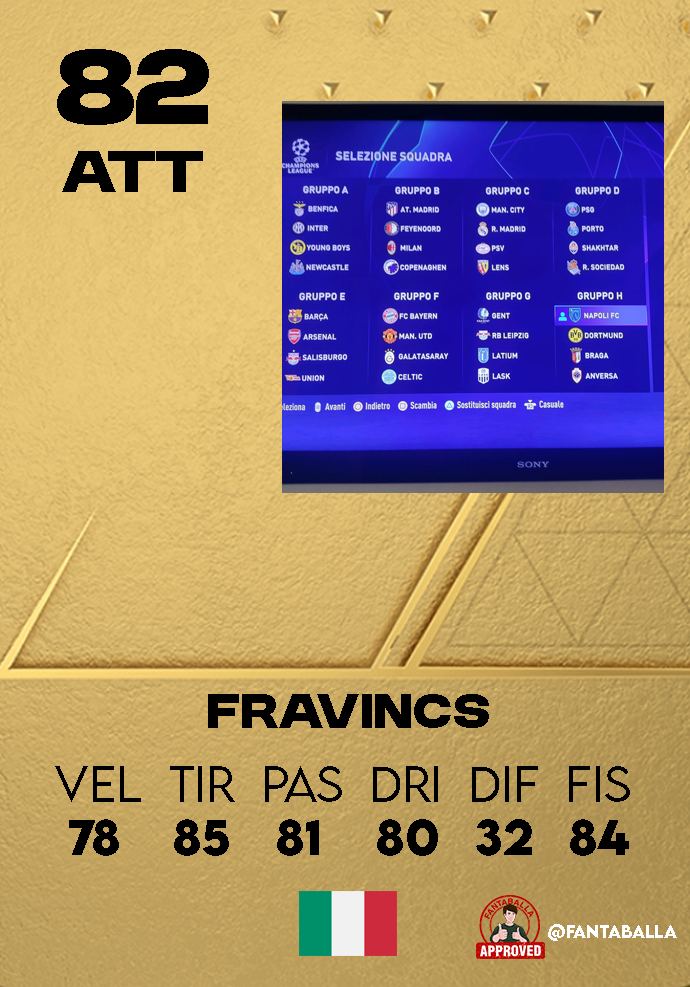 82
ATT
CHAMPIONS
LEAGUE
SELEZIONE SQUADRA
GRUPPO A GRUPPO B GRUPPO C GRUPPO D
BENFICA AT. MADRID MAN. CITY PSG
INTER FEYENOORD R. MADRID PORTO
YOUNG BOYS MILAN PSV SHAKHTAR
NEWCASTLE COPENAGHEN LENS R. SOCIEDAD
GRUPPO E GRUPPO F GRUPPO G GRUPPO H
BARÇA FC BAYERN GENT NAPOLI FC
ARSENAL MAN. UTD RB LEIPZIG DORTMUND
SALISBURGO GALATASARAY LATIUM BRAGA
UNION CELTIC LASK ANVERSA
eleziona Avanti Indietro Scambia Sostituisci squadra Casuale
SONY
FRAVINCS
VEL TIR PAS DRI DIF FIS
78 85 81 80 32 84
FANTABALLA
APPROVED
@FANTABALLA